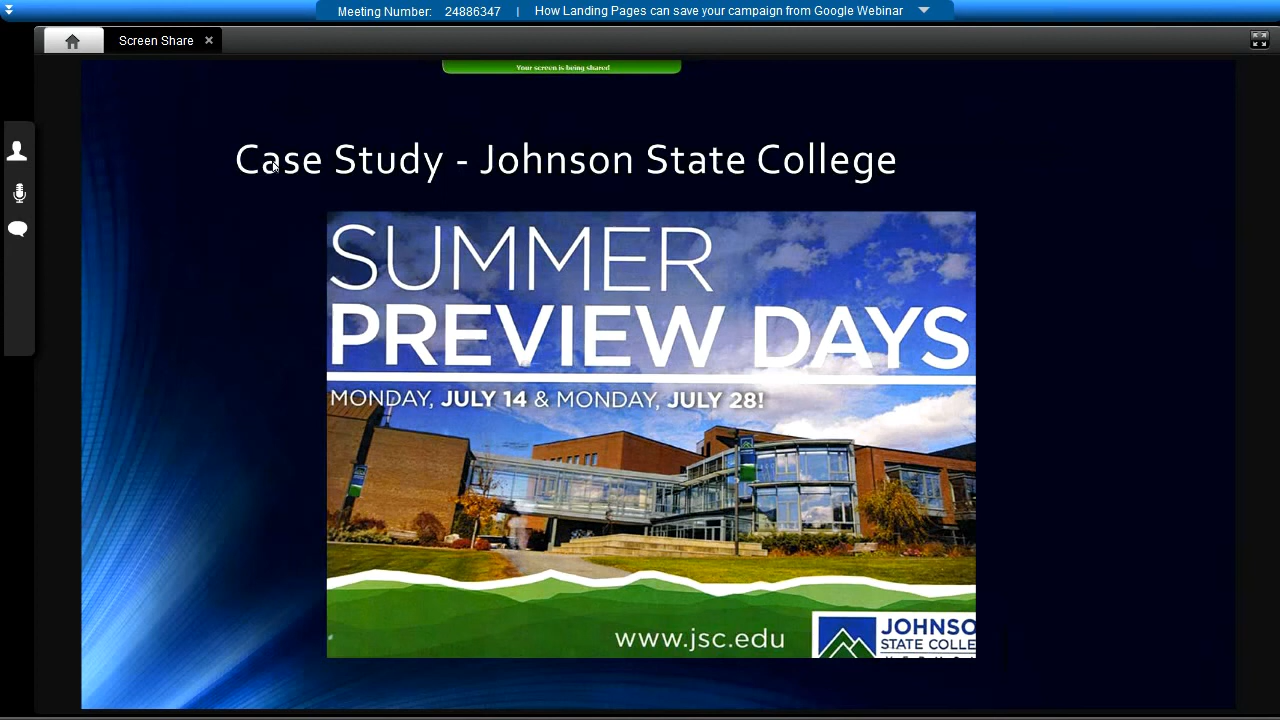 Meeting Number: 24886347 | How Landing Pages can save your campaign from Google Webinar
Screen Share
Your screen is being shared
Case Study - Johnson State College
SUMMER
PREVIEW DAYS
MONDAY, JULY 14 & MONDAY, JULY 28!
www.jsc.edu
JOHNSO
STATE COLLE